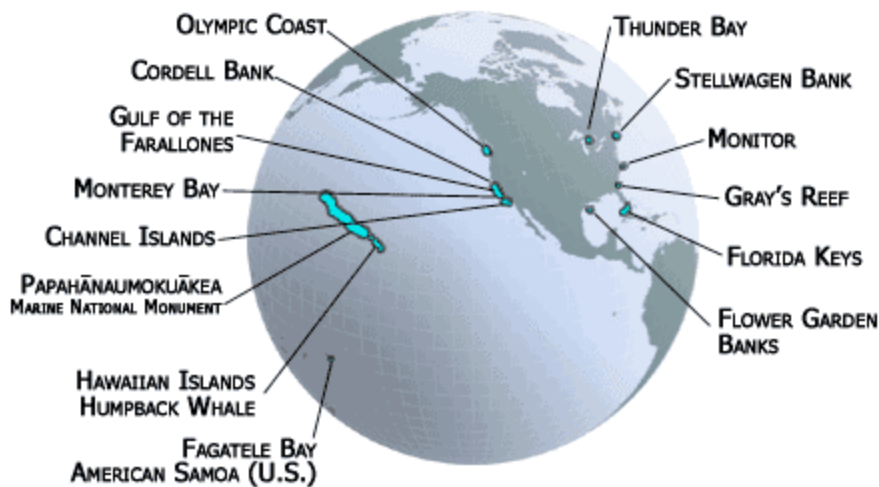 Olympic Coast
Cordell Bank
Gulf of the
Farallones
Monterey Bay
Channel Islands
Papahānaumokuākea
Marine National Monument
Hawaiian Islands
Humpback Whale
Fagatele Bay
American Samoa (U.S.)
Thunder Bay
Stellwagen Bank
Monitor
Gray's Reef
Florida Keys
Flower Garden
Banks